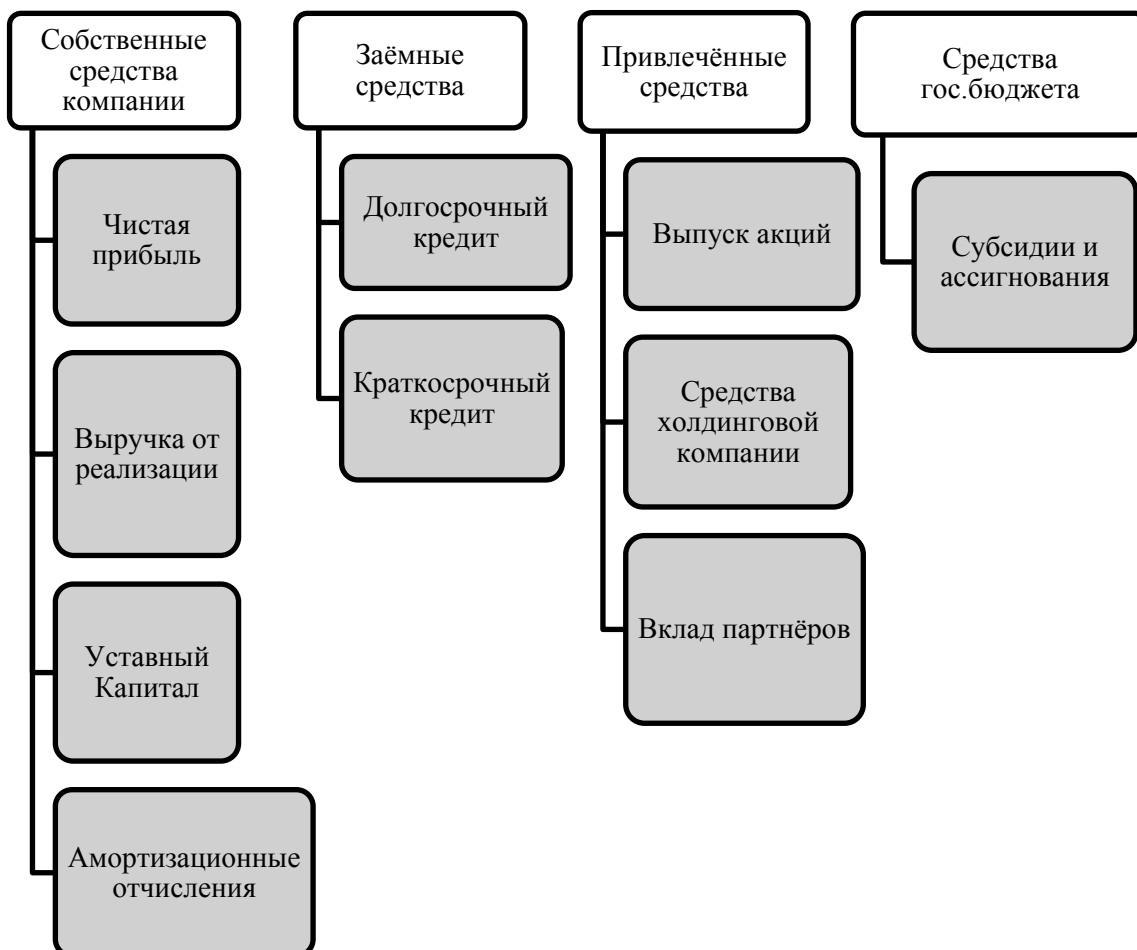 Собственные
средства
компании
Чистая
прибыль
Выручка от
реализации
Уставный
Капитал
Амортизационные
отчисления
Заёмные
средства
Долгосрочный
кредит
Краткосрочный
кредит
Привлечённые
средства
Выпуск акций
Средства
холдинговой
компании
Вклад партнёров
Средства
гос.бюджета
Субсидии и
ассигнования